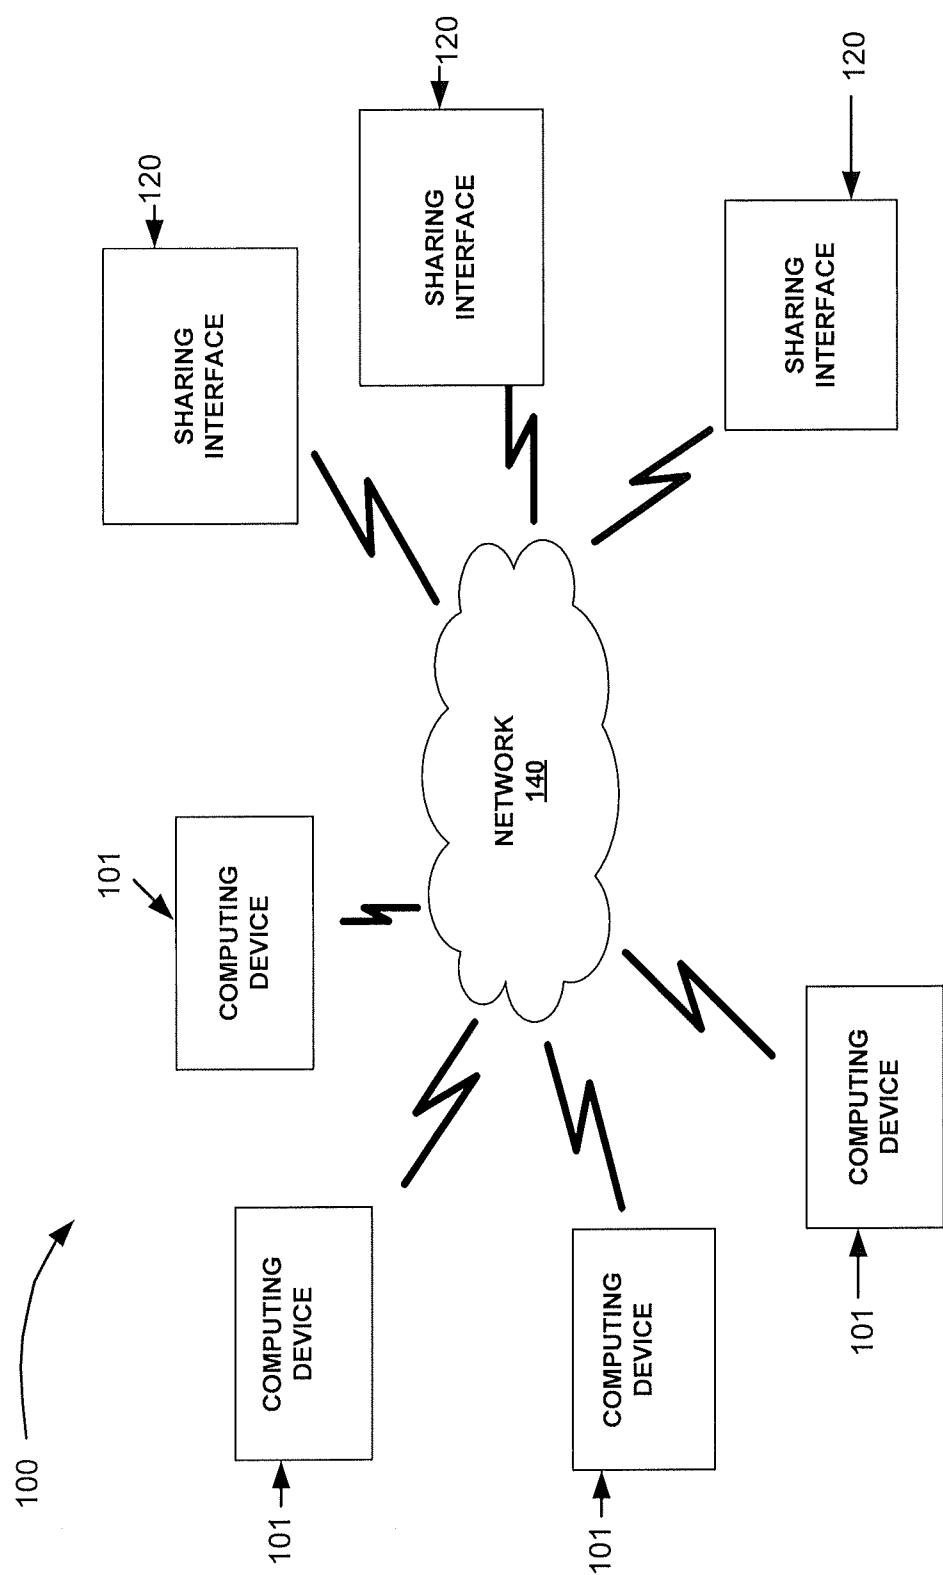 100
101
COMPUTING
DEVICE
101
COMPUTING
DEVICE
SHARING
INTERFACE
120
SHARING
INTERFACE
120
NETWORK
140
101
COMPUTING
DEVICE
101
COMPUTING
DEVICE
SHARING
INTERFACE
120